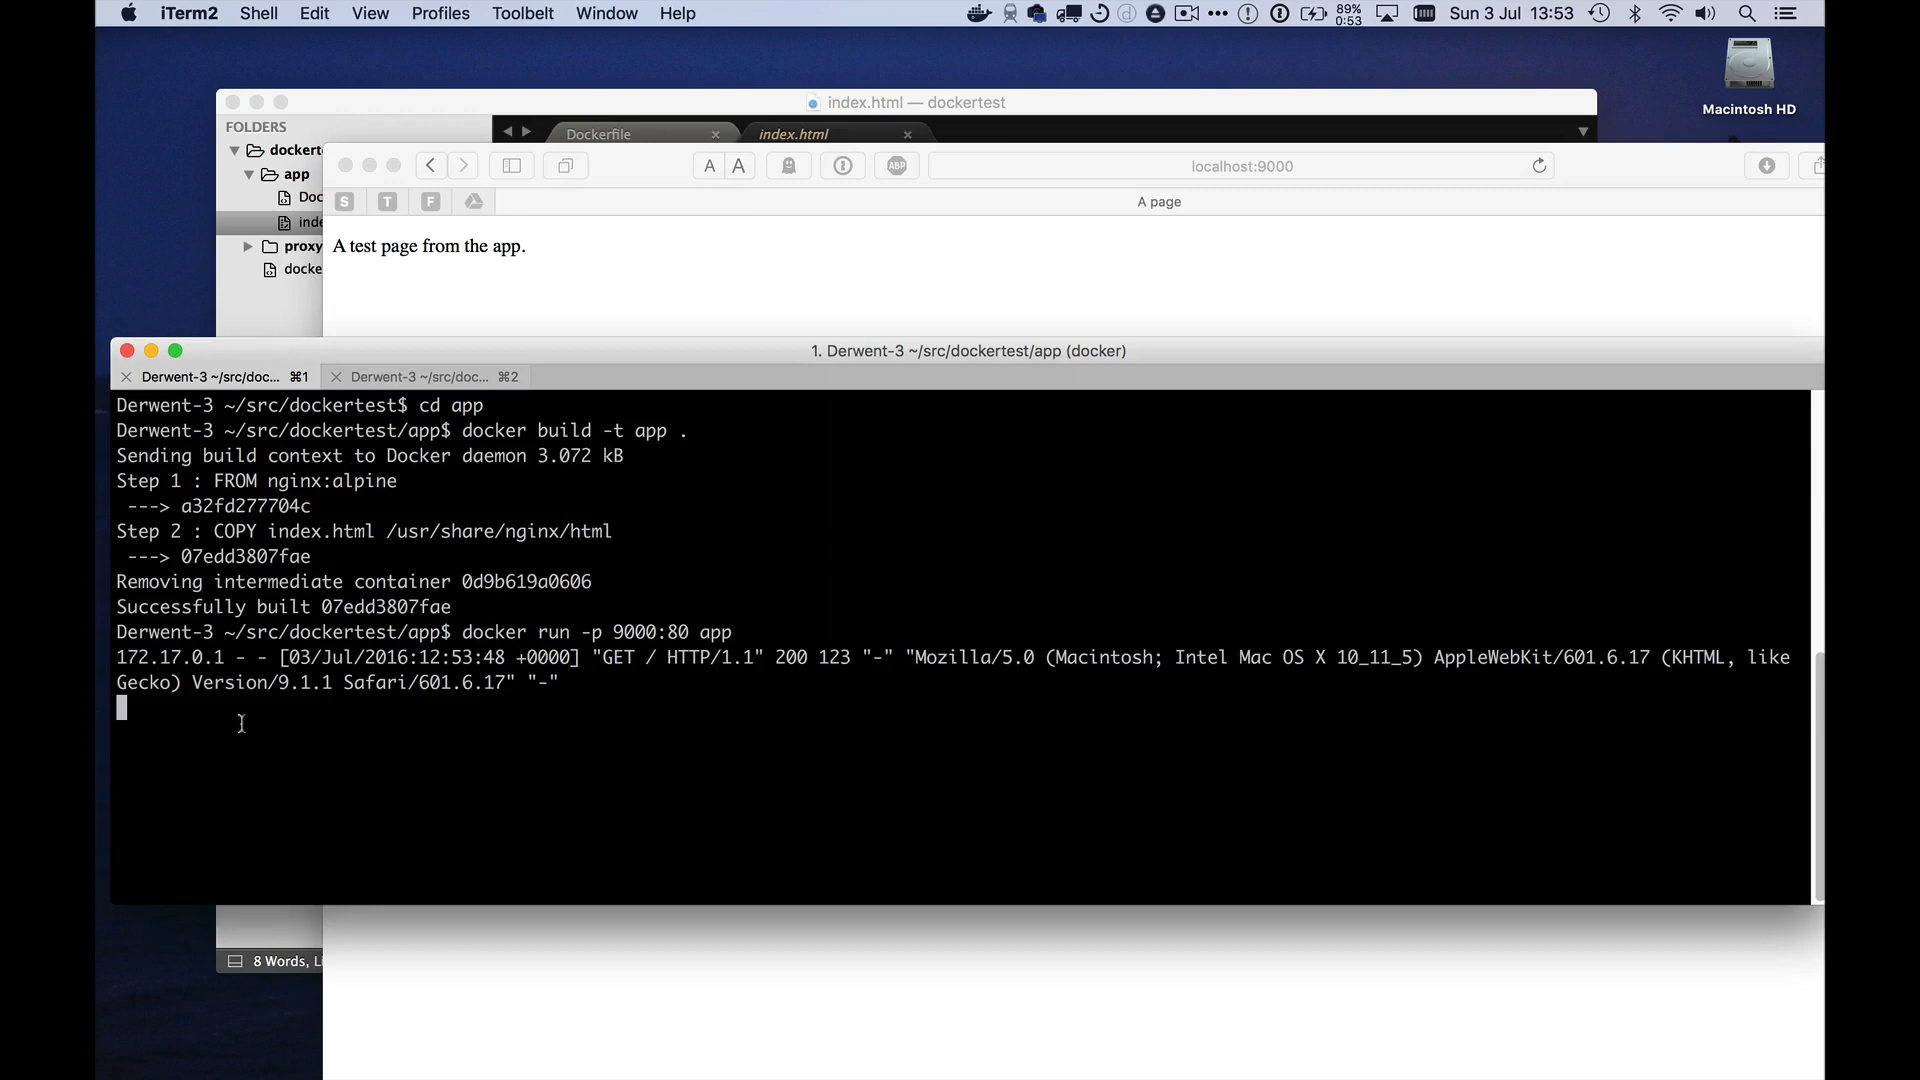 iTerm2 Shell Edit View Profiles Toolbelt Window Help 89% 0:53 Sun 3 Jul 13:53
Macintosh HD
index.html — dockertest
FOLDERS
Dockerfile index.html
dockert
app
Doc
inde
proxy
docke
A A ABP localhost:9000
S T F A page
A test page from the app.
1. Derwent-3 ~/src/dockertest/app (docker)
Derwent-3 ~/src/doc... ⌘1 Derwent-3 ~/src/doc... ⌘2
Derwent-3 ~/src/dockertest$ cd app
Derwent-3 ~/src/dockertest/app$ docker build -t app .
Sending build context to Docker daemon 3.072 kB
Step 1 : FROM nginx:alpine
---> a32fd277704c
Step 2 : COPY index.html /usr/share/nginx/html
---> 07edd3807fae
Removing intermediate container 0d9b619a0606
Successfully built 07edd3807fae
Derwent-3 ~/src/dockertest/app$ docker run -p 9000:80 app
172.17.0.1 - - [03/Jul/2016:12:53:48 +0000] "GET / HTTP/1.1" 200 123 "-" "Mozilla/5.0 (Macintosh; Intel Mac OS X 10_11_5) AppleWebKit/601.6.17 (KHTML, like
Gecko) Version/9.1.1 Safari/601.6.17" "-"
8 Words, Li